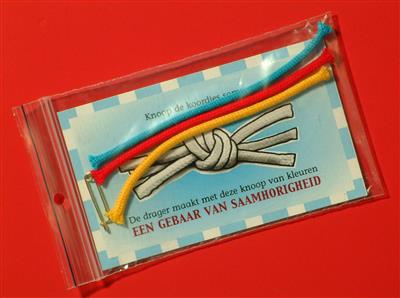 Knoop de koordjes
De drager maakt met deze knoop van kleuren
EEN GEBAAR VAN SAAMHORIGHEID